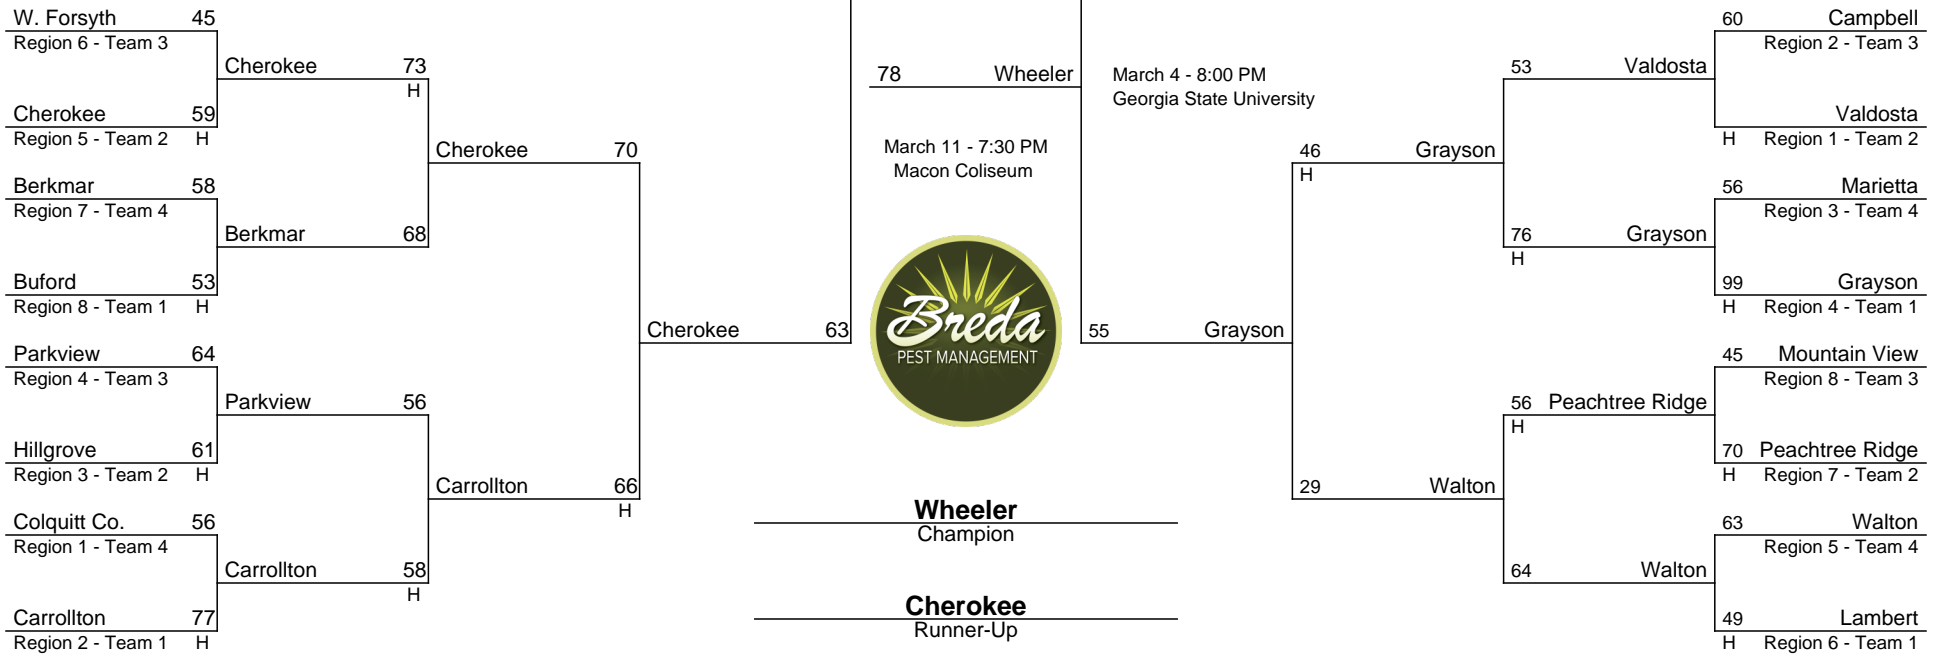 W. Forsyth 45
Region 6 - Team 3
Cherokee 73
H
Cherokee 59
Region 5 - Team 2 H
Cherokee 70
Berkmar 58
Region 7 - Team 4
Berkmar 68
Buford 53
Region 8 - Team 1 H
Cherokee 63
Parkview 64
Region 4 - Team 3
Parkview 56
Hillgrove 61
Region 3 - Team 2 H
Carrollton 66
H
Colquitt Co. 56
Region 1 - Team 4
Carrollton 58
H
Carrollton 77
Region 2 - Team 1 H
78 Wheeler
March 11 - 7:30 PM
Macon Coliseum
Breda
PEST MANAGEMENT
Wheeler
Champion
Cherokee
Runner-Up
March 4 - 8:00 PM
Georgia State University
60 Campbell
Region 2 - Team 3
53 Valdosta
Valdosta
H Region 1 - Team 2
46 Grayson
H
56 Marietta
Region 3 - Team 4
76 Grayson
H
99 Grayson
H Region 4 - Team 1
55 Grayson
45 Mountain View
Region 8 - Team 3
56 Peachtree Ridge
H
70 Peachtree Ridge
H Region 7 - Team 2
29 Walton
63 Walton
Region 5 - Team 4
64 Walton
49 Lambert
H Region 6 - Team 1